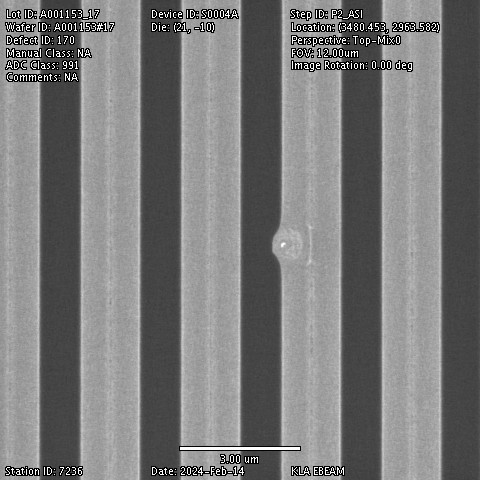 Lot ID: A001153_17
Wafer ID: A001153#17
Defect ID: 170
Manual Class: NA
ADC Class: 991
Comments: NA
Device ID: S0004A
Die: (21, -10)
Step ID: P2_ASI
Location: (3480.453, 2963.582)
Perspective: Top-Mix0
FOV: 12.00um
Image Rotation: 0.00 deg
3.00 um
Station ID: 7236
Date: 2024-Feb-14
KLA EBEAM